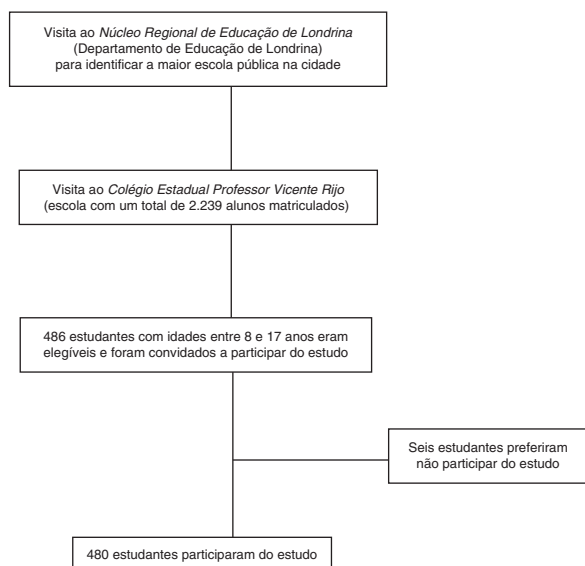 Visita ao Núcleo Regional de Educação de Londrina
(Departamento de Educação de Londrina)
para identificar a maior escola pública na cidade
Visita ao Colégio Estadual Professor Vicente Rijo
(escola com um total de 2.239 alunos matriculados)
486 estudantes com idades entre 8 e 17 anos eram
elegíveis e foram convidados a participar do estudo
Seis estudantes preferiram
não participar do estudo
480 estudantes participaram do estudo